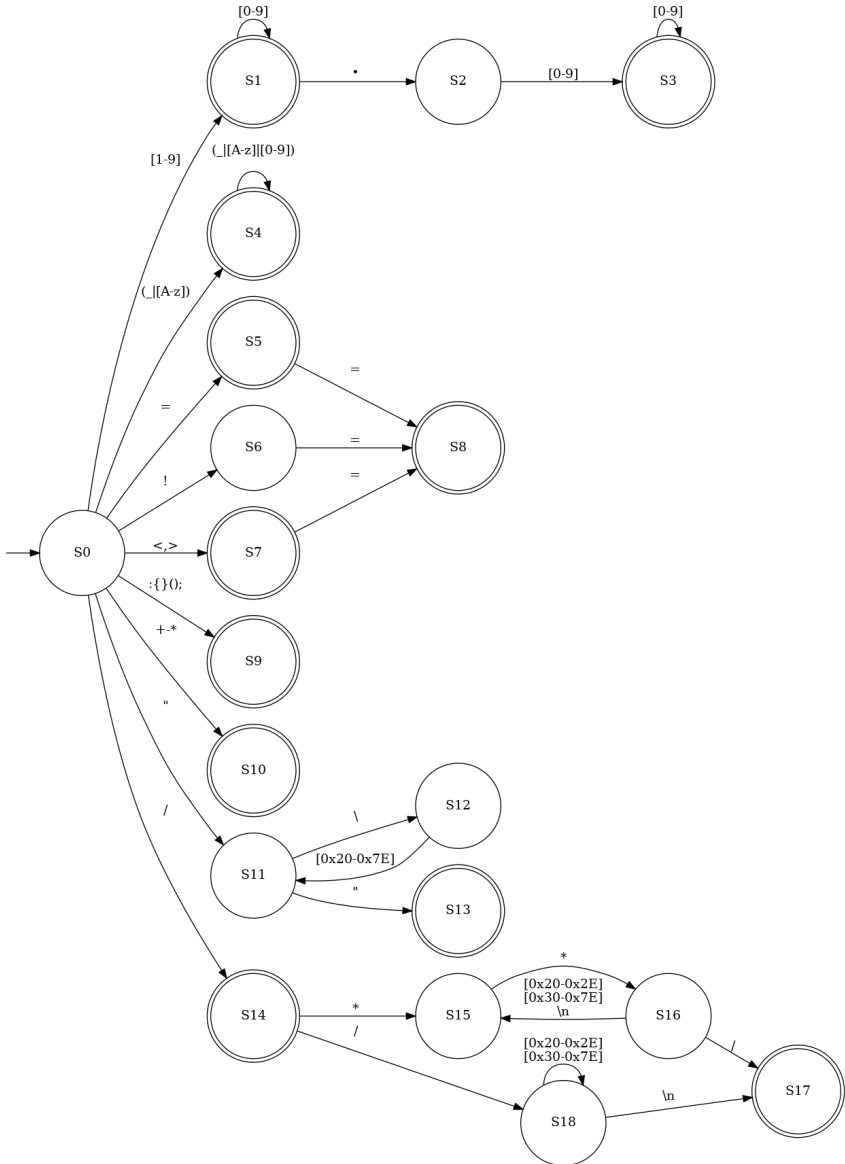 [0-9]
[0-9]
S1
.
S2
[0-9]
S3
[1-9]
(_|[A-z]|[0-9])
S4
(_|[A-z])
S5
=
=
S6
=
S8
!
=
S0
<,>
S7
:{}();
+-*
S9
"
S10
/
S12
\
[0x20-0x7E]
S11
"
S13
*
[0x20-0x2E]
[0x30-0x7E]
\n
S14
*
S15
S16
/
[0x20-0x2E]
[0x30-0x7E]
/
S17
\n
S18